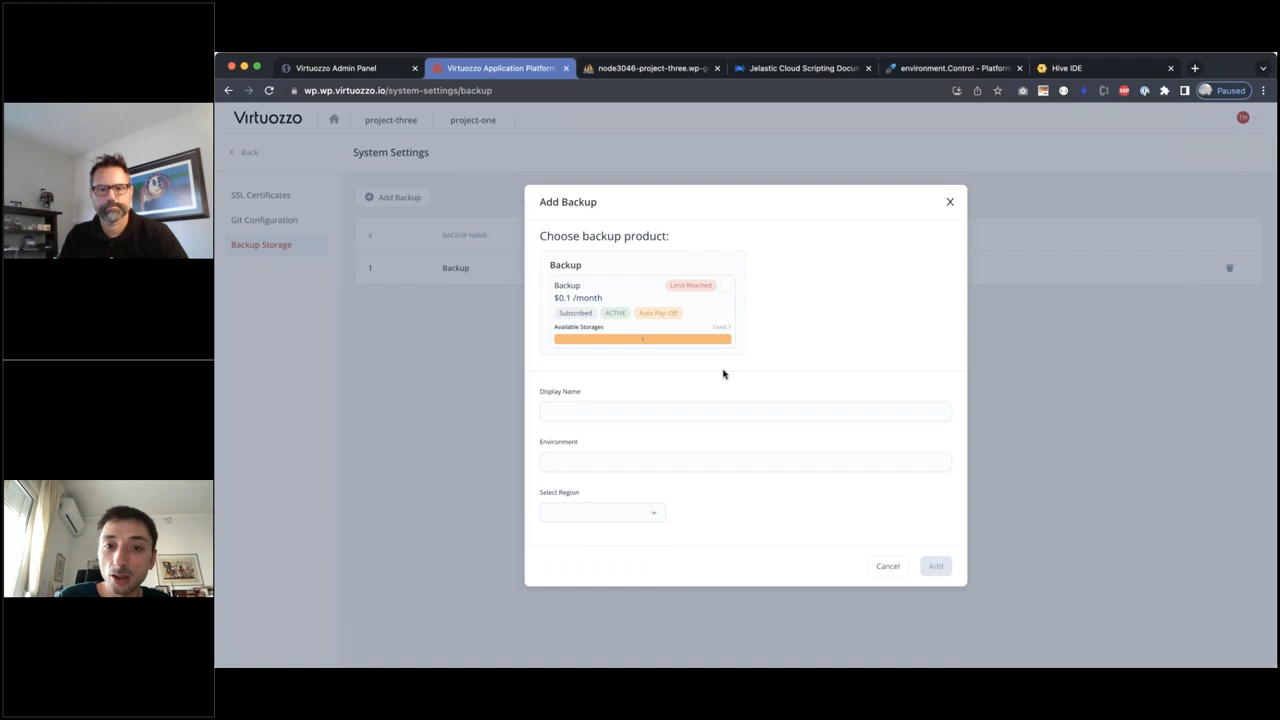 Virtuozzo Admin Panel
Virtuozzo Application Platform
node3046-project-three.wp-g
Jelastic Cloud Scripting Docum
environment.Control - Platform
Hive IDE
wp.wp.virtuozzo.io/system-settings/backup
Paused
Virtuozzo
project-three
project-one
TH
Back
System Settings
SSL Certificates
Git Configuration
Backup Storage
Add Backup
#
BACKUP NAME
1
Backup
Add Backup
X
Choose backup product:
Backup
Backup
Limit Reached
$0.1 /month
Subscribed
ACTIVE
Auto Pay: Off
Available Storages
Used 1
1
Display Name
Environment
Select Region
Cancel
Add